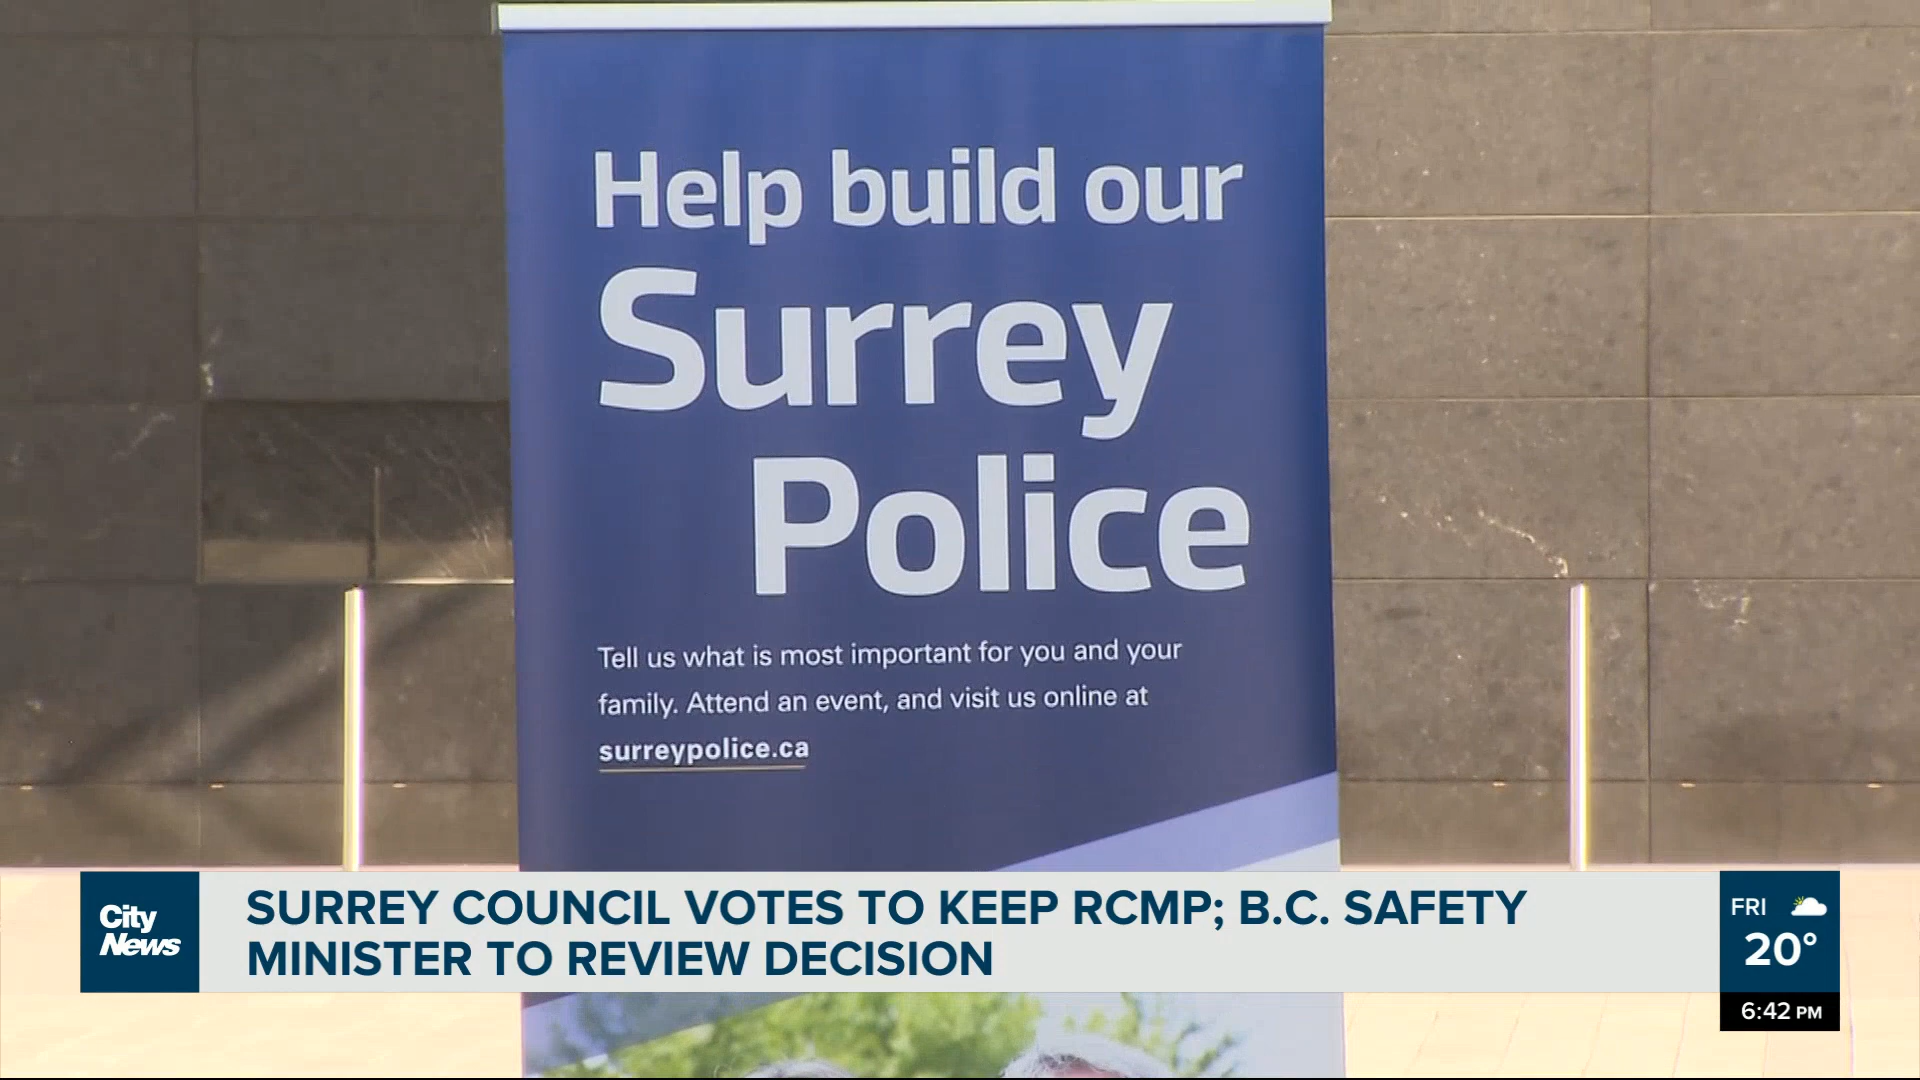 Help build our
Surrey
Police
Tell us what is most important for you and your
family. Attend an event, and visit us online at
surreypolice.ca
City
News
SURREY COUNCIL VOTES TO KEEP RCMP; B.C. SAFETY
MINISTER TO REVIEW DECISION
FRI
20°
6:42 PM